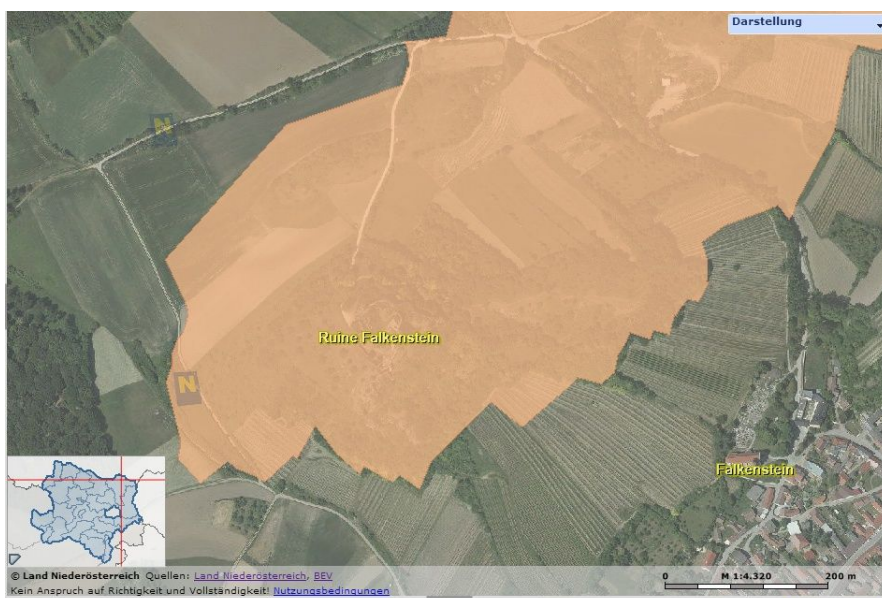 Darstellung
N
Ruine Falkenstein
N
Falkenstein
© Land Niederösterreich Quellen: Land Niederösterreich, BEV
Kein Anspruch auf Richtigkeit und Vollständigkeit! Nutzungsbedingungen
0 M 1:4.320 200 m